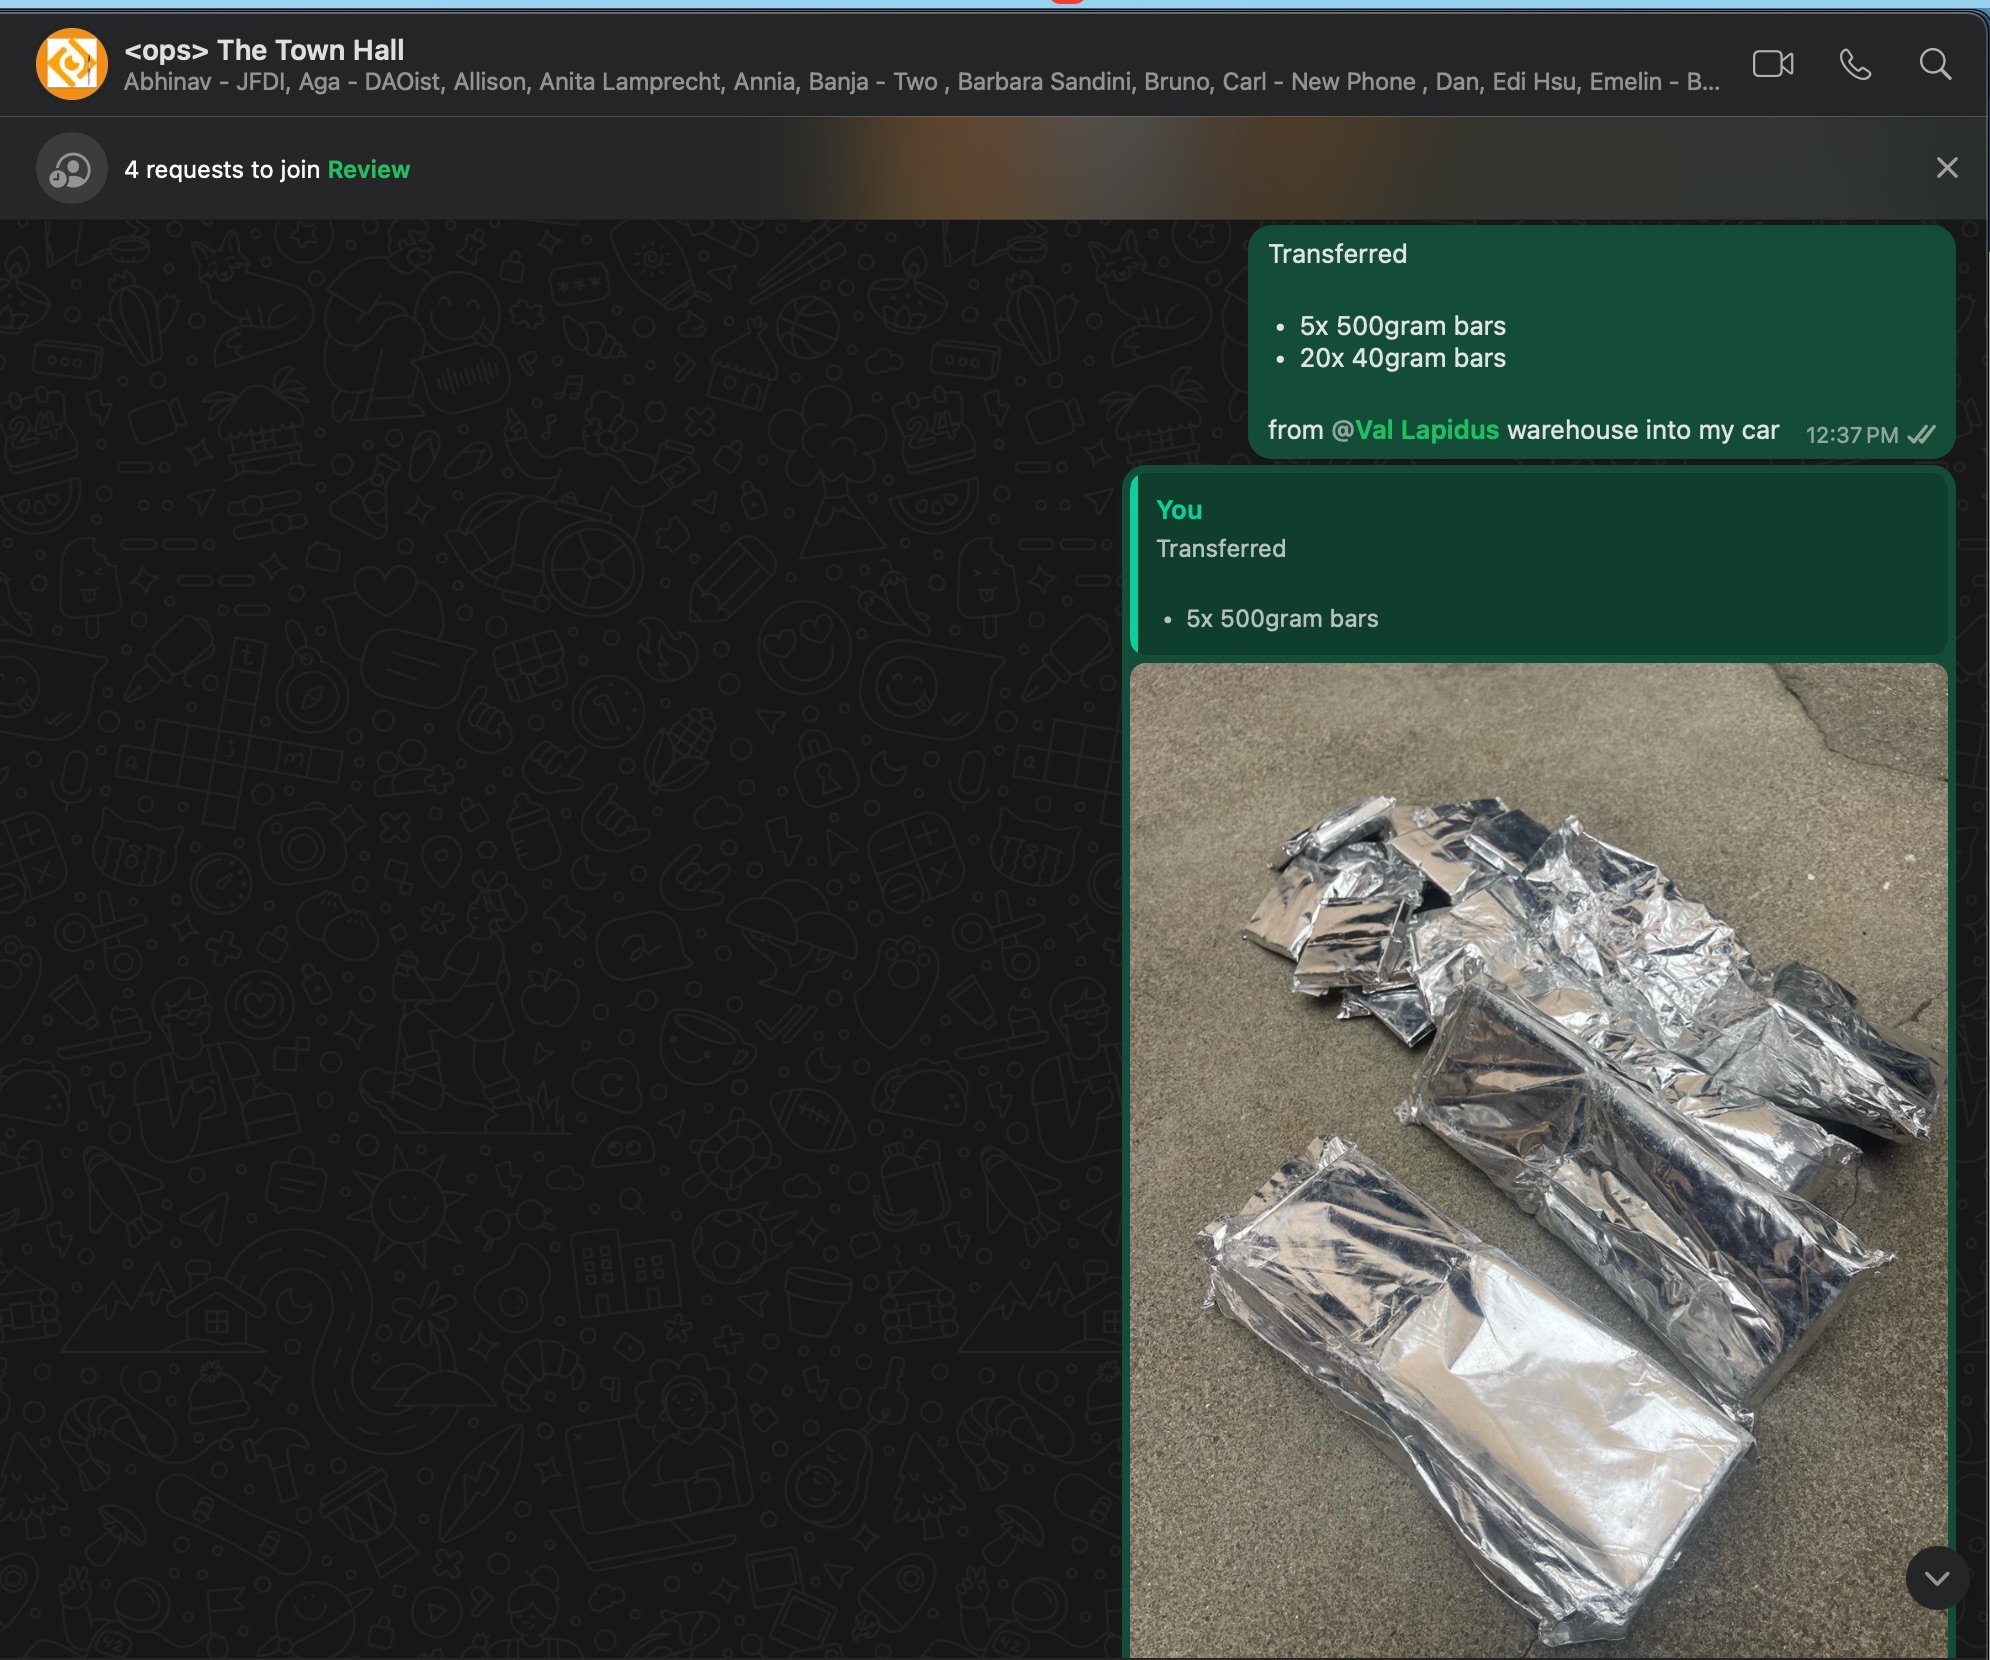 <ops> The Town Hall
Abhinav - JFDI, Aga - DAOist, Allison, Anita Lamprecht, Annia, Banja - Two , Barbara Sandini, Bruno, Carl - New Phone , Dan, Edi Hsu, Emelin - B...
4 requests to join Review
Transferred
• 5x 500gram bars
• 20x 40gram bars
from @Val Lapidus warehouse into my car 12:37 PM
You
Transferred
• 5x 500gram bars